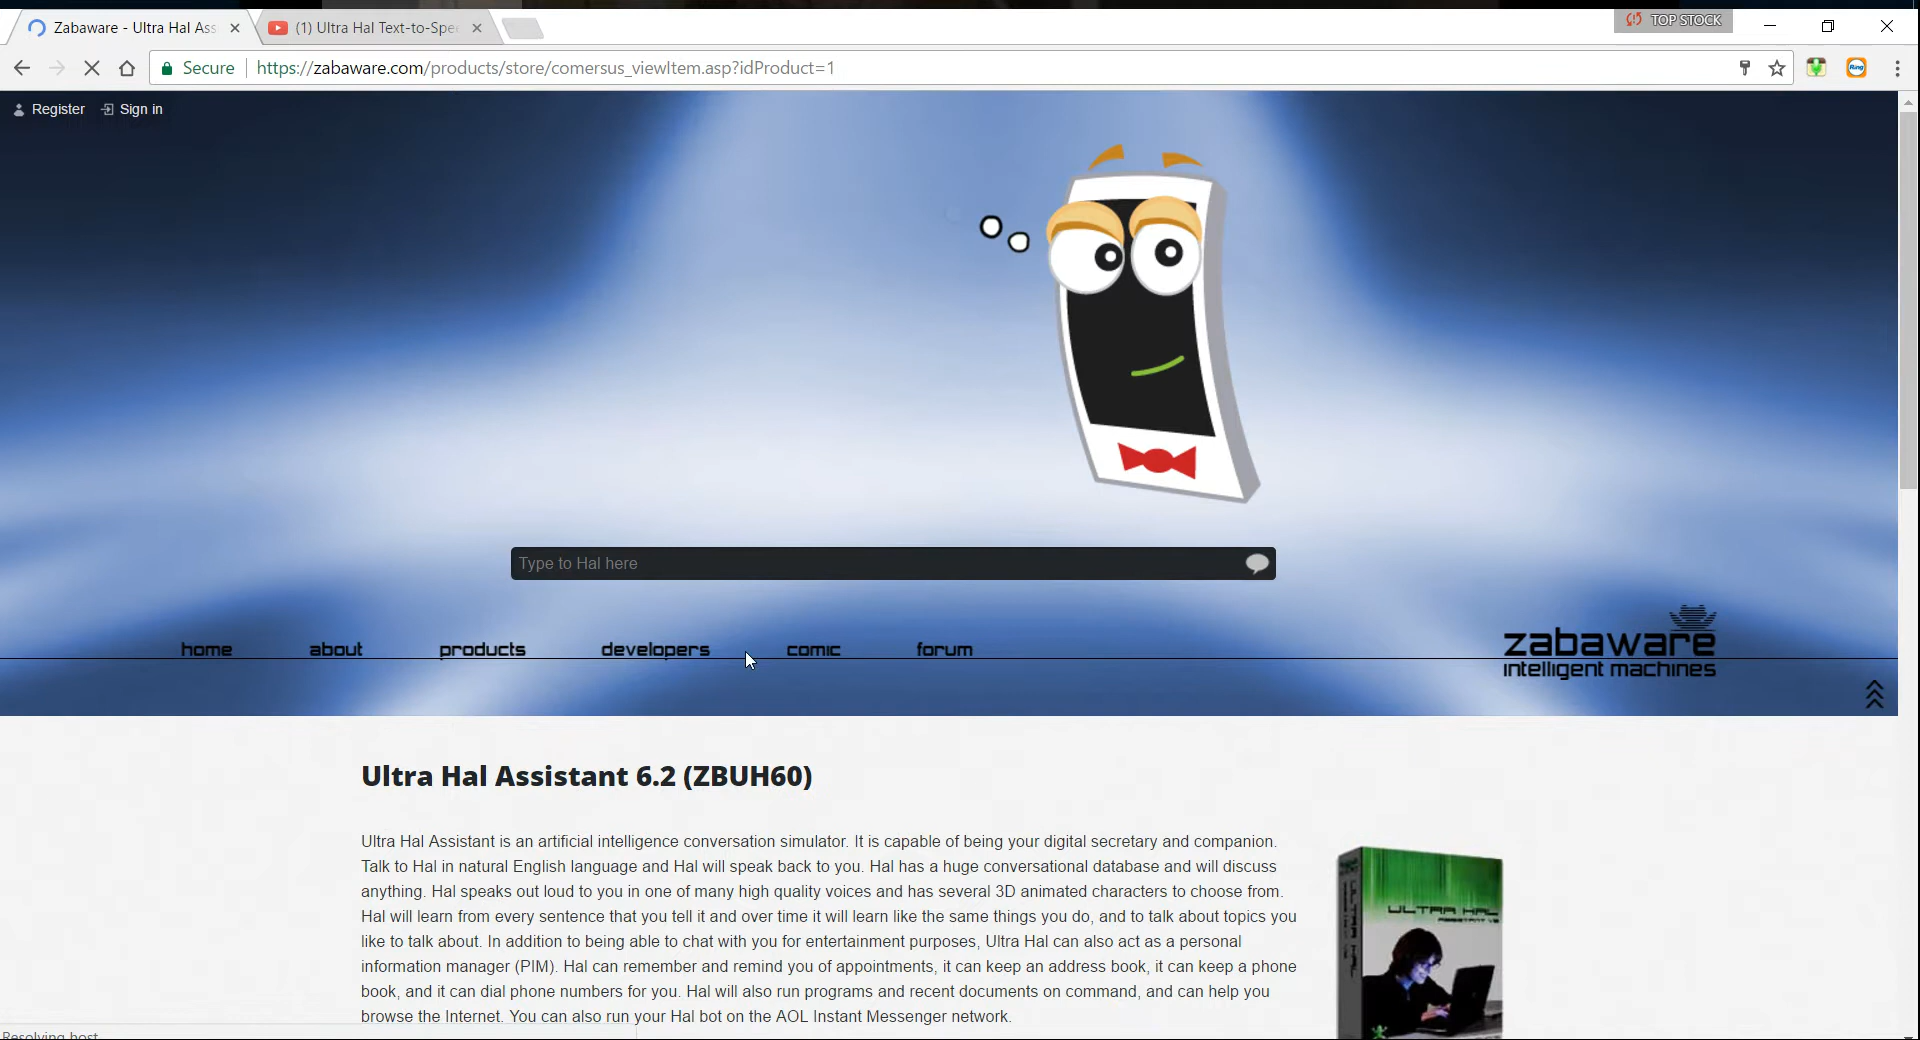 Zabaware - Ultra Hal Ass
(1) Ultra Hal Text-to-Spe
TOP STOCK
Secure
https://zabaware.com/products/store/comersus_viewItem.asp?idProduct=1
Ring
Register
Sign in
Type to Hal here
home
about
products
developers
comic
forum
zabaware
intelligent machines
Ultra Hal Assistant 6.2 (ZBUH60)
Ultra Hal Assistant is an artificial intelligence conversation simulator. It is capable of being your digital secretary and companion.
Talk to Hal in natural English language and Hal will speak back to you. Hal has a huge conversational database and will discuss
anything. Hal speaks out loud to you in one of many high quality voices and has several 3D animated characters to choose from.
Hal will learn from every sentence that you tell it and over time it will learn like the same things you do, and to talk about topics you
like to talk about. In addition to being able to chat with you for entertainment purposes, Ultra Hal can also act as a personal
information manager (PIM). Hal can remember and remind you of appointments, it can keep an address book, it can keep a phone
book, and it can dial phone numbers for you. Hal will also run programs and recent documents on command, and can help you
browse the Internet. You can also run your Hal bot on the AOL Instant Messenger network.
ULTRA HAL
ULTRA HAL
Resolving host